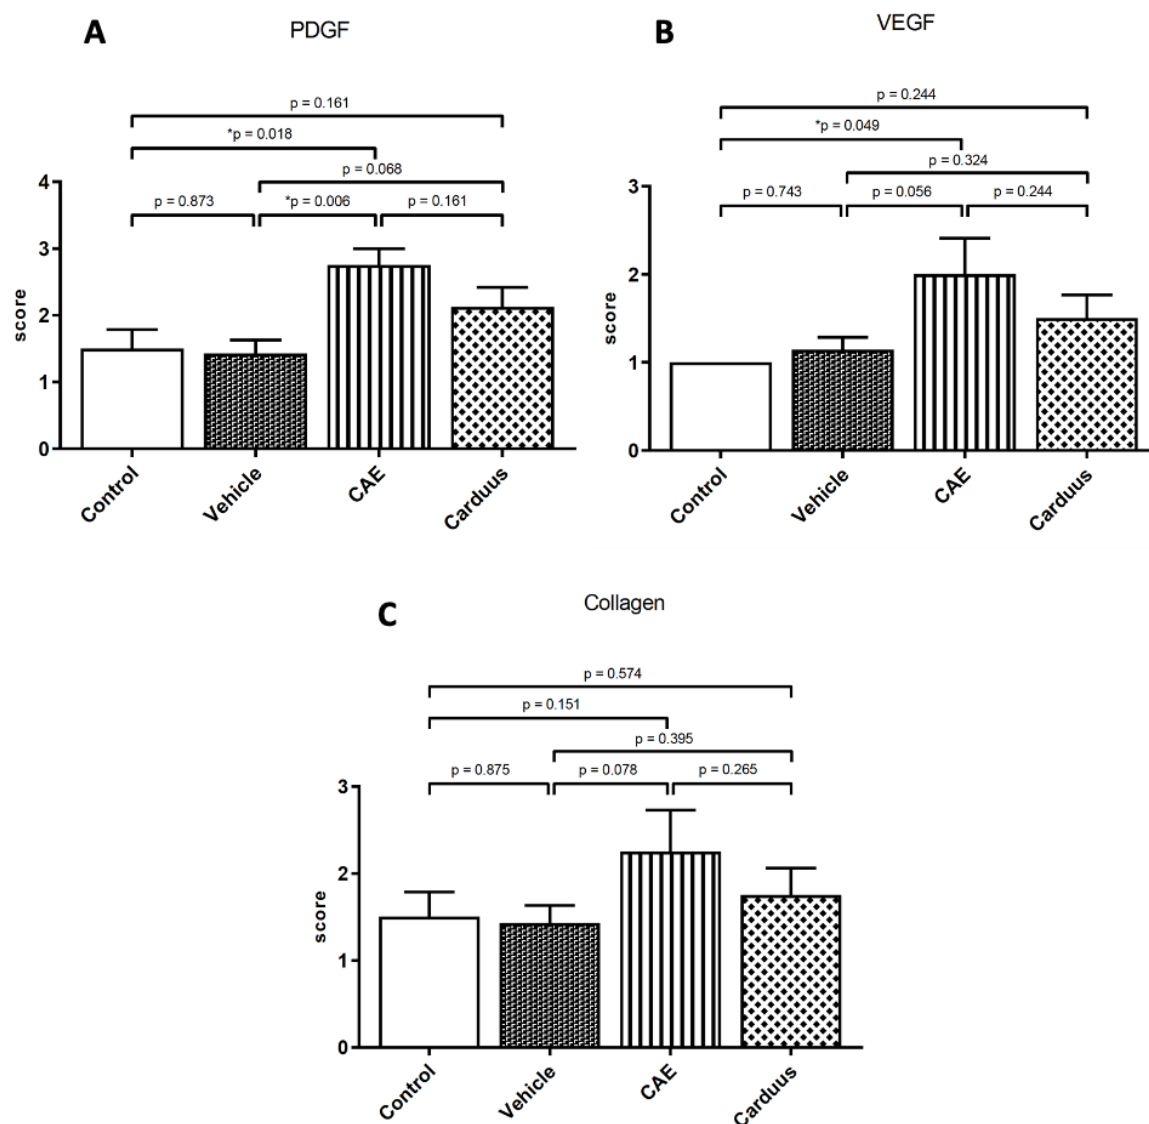 A
PDGF
p = 0.161
*p = 0.018
p = 0.068
p = 0.873
*p = 0.006
p = 0.161
4
3
2
1
0
score
Control
Vehicle
CAE
Carduus
B
VEGF
p = 0.244
*p = 0.049
p = 0.324
p = 0.743
p = 0.056
p = 0.244
3
2
1
0
score
Control
Vehicle
CAE
Carduus
C
Collagen
p = 0.574
p = 0.151
p = 0.395
p = 0.875
p = 0.078
p = 0.265
3
2
1
0
score
Control
Vehicle
CAE
Carduus